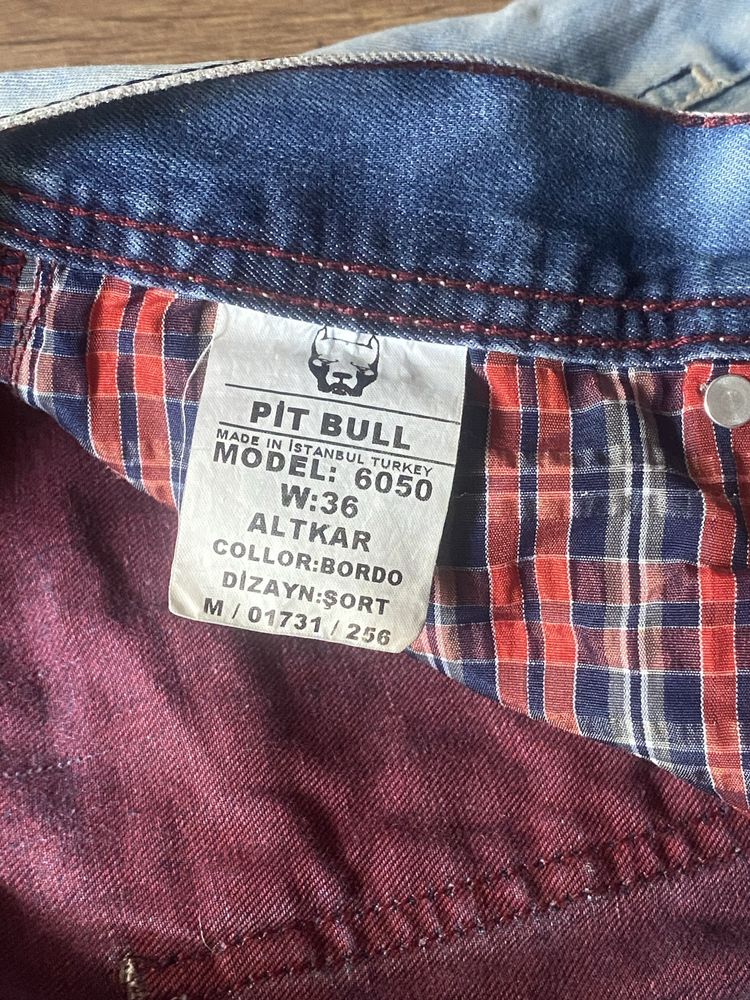 PİT BULL
MADE IN İSTANBUL TURKEY
MODEL: 6050
W:36
ALTKAR
COLLOR:BORDO
DİZAYN:ŞORT
M / 01731 / 256